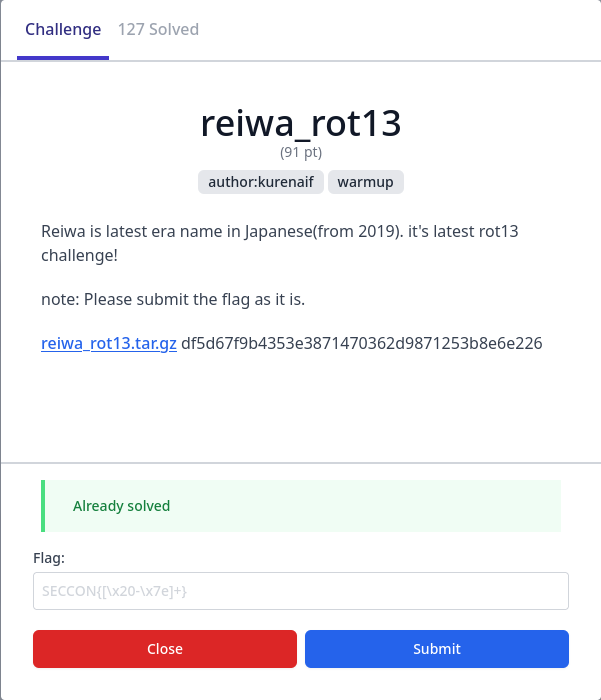 Challenge 127 Solved
reiwa_rot13
(91 pt)
author:kurenaif warmup
Reiwa is latest era name in Japanese(from 2019). it's latest rot13
challenge!
note: Please submit the flag as it is.
reiwa_rot13.tar.gz df5d67f9b4353e3871470362d9871253b8e6e226
Already solved
Flag:
SECCON{[\x20-\x7e]+}
Close Submit